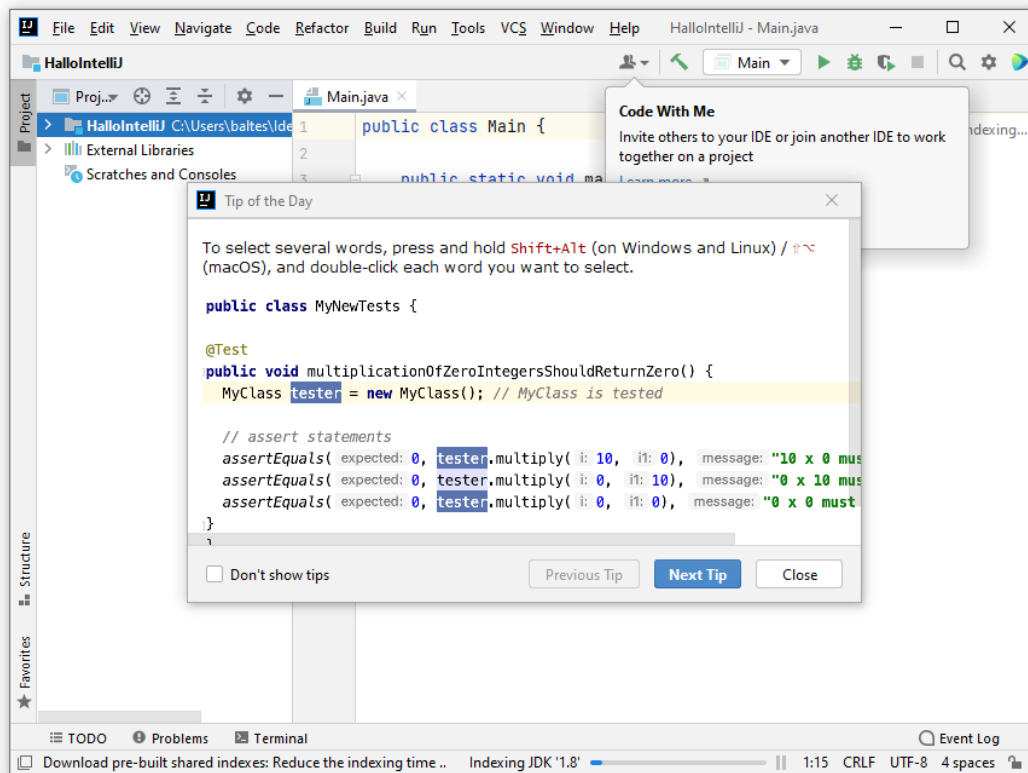 File Edit View Navigate Code Refactor Build Run Tools VCS Window Help HalloIntelliJ - Main.java
HalloIntelliJ
Main
Project
Proj...
Main.java
HalloIntelliJ C:\Users\baltes\Ide
External Libraries
Scratches and Consoles
1 public class Main {
2
3 public static void ma
Code With Me
Invite others to your IDE or join another IDE to work
together on a project
Learn more
ndexing...
Tip of the Day
To select several words, press and hold Shift+Alt (on Windows and Linux) / ⇧⌥
(macOS), and double-click each word you want to select.
public class MyNewTests {
@Test
public void multiplicationOfZeroIntegersShouldReturnZero() {
MyClass tester = new MyClass(); // MyClass is tested
// assert statements
assertEquals( expected: 0, tester.multiply( i: 10, i1: 0), message: "10 x 0 mus
assertEquals( expected: 0, tester.multiply( i: 0, i1: 10), message: "0 x 10 mus
assertEquals( expected: 0, tester.multiply( i: 0, i1: 0), message: "0 x 0 must
}
}
Don't show tips
Previous Tip
Next Tip
Close
Structure
Favorites
TODO Problems Terminal Event Log
Download pre-built shared indexes: Reduce the indexing time .. Indexing JDK '1.8' 1:15 CRLF UTF-8 4 spaces